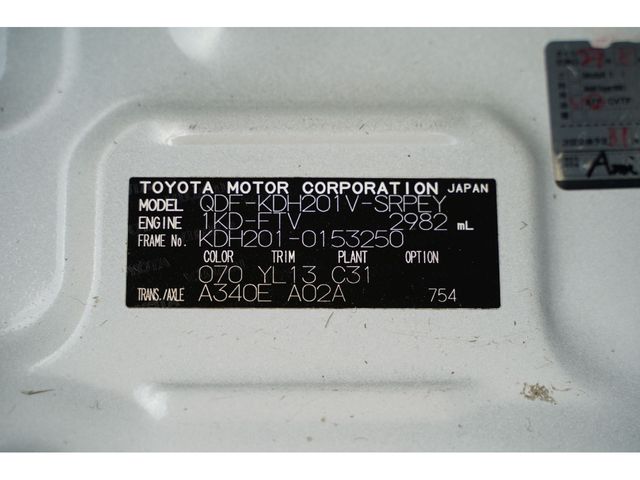 TOYOTA MOTOR CORPORATION JAPAN
MODEL QDF-KDH201V-SRPEY
ENGINE 1KD-FTV 2982 mL
FRAME No. KDH201-0153250
COLOR TRIM PLANT OPTION
070 YL13 C31
TRANS./AXLE A340E A02A 754